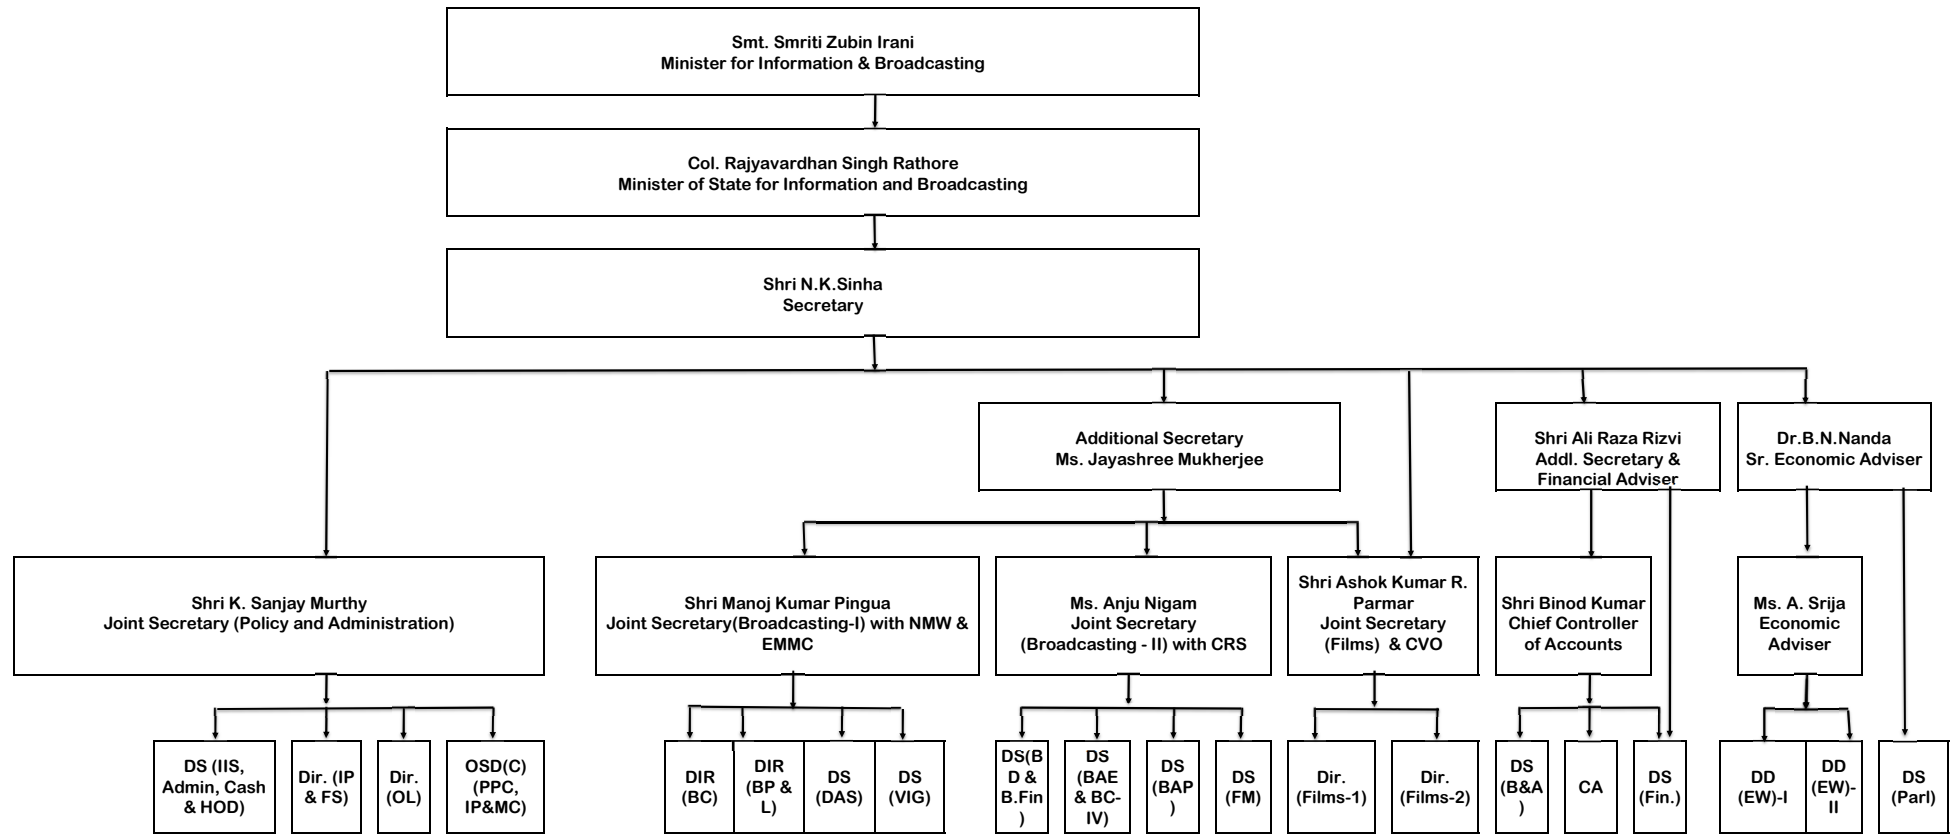 Smt. Smriti Zubin Irani
Minister for Information & Broadcasting
Col. Rajyavardhan Singh Rathore
Minister of State for Information and Broadcasting
Shri N.K.Sinha
Secretary
Additional Secretary
Ms. Jayashree Mukherjee
Shri Ali Raza Rizvi
Addl. Secretary &
Financial Adviser
Dr.B.N.Nanda
Sr. Economic Adviser
Shri K. Sanjay Murthy
Joint Secretary (Policy and Administration)
Shri Manoj Kumar Pingua
Joint Secretary(Broadcasting-I) with NMW &
EMMC
Ms. Anju Nigam
Joint Secretary
(Broadcasting - II) with CRS
Shri Ashok Kumar R.
Parmar
Joint Secretary
(Films) & CVO
Shri Binod Kumar
Chief Controller
of Accounts
Ms. A. Srija
Economic
Adviser
DS (IIS,
Admin, Cash
& HOD)
Dir. (IP
& FS)
Dir.
(OL)
OSD(C)
(PPC,
IP&MC)
DIR
(BC)
DIR
(BP &
L)
DS
(DAS)
DS
(VIG)
DS(B
D &
B.Fin
)
DS
(BAE
& BC-
IV)
DS
(BAP
)
DS
(FM)
Dir.
(Films-1)
Dir.
(Films-2)
DS
(B&A
)
CA
DS
(Fin.)
DD
(EW)-I
DD
(EW)-
II
DS
(Parl)